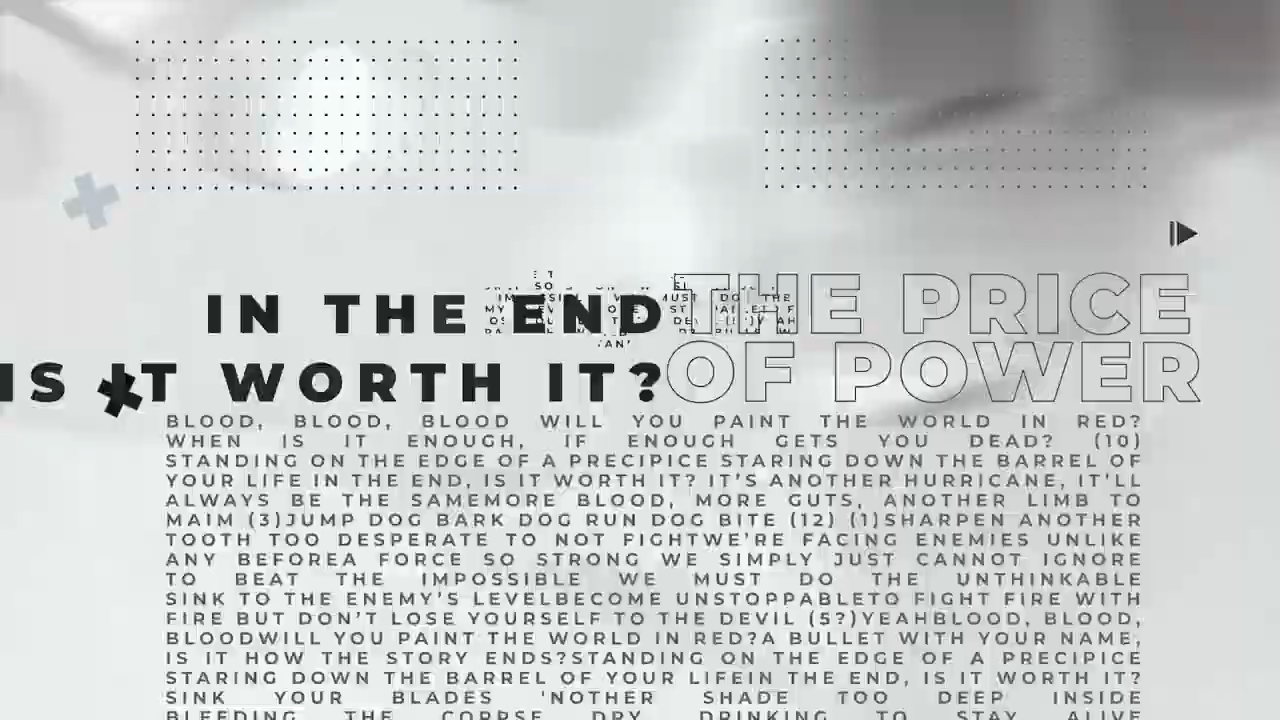 IN THE END
IS IT WORTH IT?
THE PRICE
OF POWER
BLOOD, BLOOD, BLOOD WILL YOU PAINT THE WORLD IN RED?
WHEN IS IT ENOUGH, IF ENOUGH GETS YOU DEAD? (10)
STANDING ON THE EDGE OF A PRECIPICE STARING DOWN THE BARREL OF
YOUR LIFE IN THE END, IS IT WORTH IT? IT'S ANOTHER HURRICANE, IT'LL
ALWAYS BE THE SAMEMORE BLOOD, MORE GUTS, ANOTHER LIMB TO
MAIM (3)JUMP DOG BARK DOG RUN DOG BITE (12) (1)SHARPEN ANOTHER
TOOTH TOO DESPERATE TO NOT FIGHTWE'RE FACING ENEMIES UNLIKE
ANY BEFOREA FORCE SO STRONG WE SIMPLY JUST CANNOT IGNORE
TO BEAT THE IMPOSSIBLE WE MUST DO THE UNTHINKABLE
SINK TO THE ENEMY'S LEVELBECOME UNSTOPPABLETO FIGHT FIRE WITH
FIRE BUT DON'T LOSE YOURSELF TO THE DEVIL (5?)YEAHBLOOD, BLOOD,
BLOODWILL YOU PAINT THE WORLD IN RED?A BULLET WITH YOUR NAME,
IS IT HOW THE STORY ENDS?STANDING ON THE EDGE OF A PRECIPICE
STARING DOWN THE BARREL OF YOUR LIFEIN THE END, IS IT WORTH IT?
SINK YOUR BLADES 'NOTHER SHADE TOO DEEP INSIDE
BLEEDING THE CORPSE DRY DRINKING TO STAY ALIVE